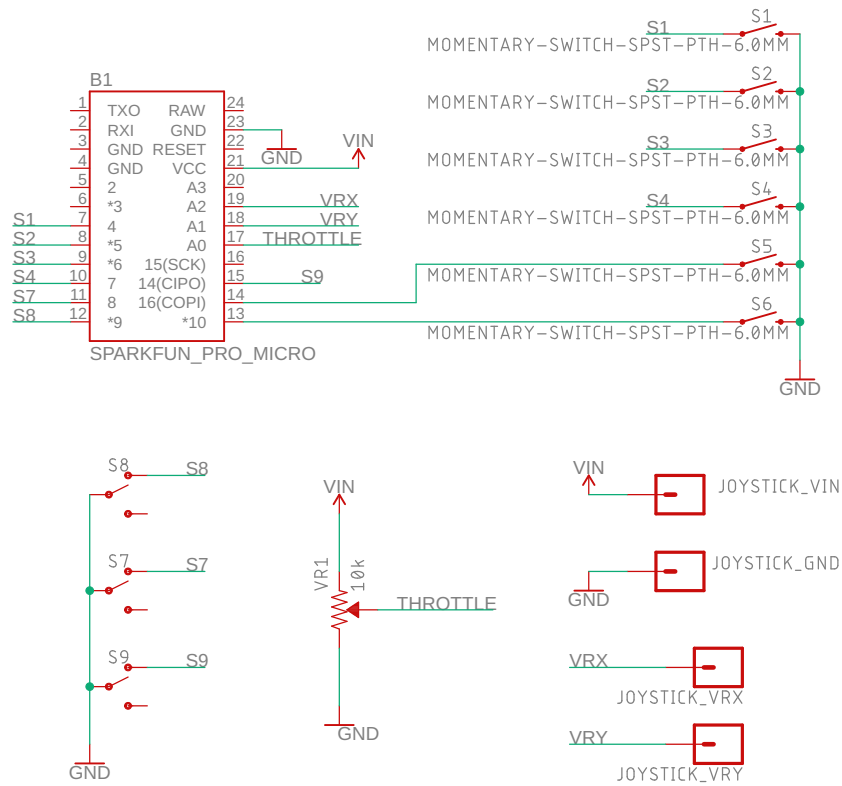 B1
1 TXO RAW 24
2 RXI GND 23
3 GND RESET 22
4 GND VCC 21
5 2 A3 20
6 *3 A2 19
7 4 A1 18
8 *5 A0 17
9 *6 15(SCK) 16
10 7 14(CIPO) 15
11 8 16(COPI) 14
12 *9 *10 13
SPARKFUN_PRO_MICRO
S1
S2
S3
S4
S7
S8
GND
VIN
VRX
VRY
THROTTLE
S9
S1
S1
MOMENTARY-SWITCH-SPST-PTH-6.0MM
S2
S2
MOMENTARY-SWITCH-SPST-PTH-6.0MM
S3
S3
MOMENTARY-SWITCH-SPST-PTH-6.0MM
S4
S4
MOMENTARY-SWITCH-SPST-PTH-6.0MM
S5
MOMENTARY-SWITCH-SPST-PTH-6.0MM
S6
MOMENTARY-SWITCH-SPST-PTH-6.0MM
GND
S8 S8
S7 S7
S9 S9
GND
VIN
VR1
10k
THROTTLE
GND
VIN
JOYSTICK_VIN
JOYSTICK_GND
GND
VRX
JOYSTICK_VRX
VRY
JOYSTICK_VRY